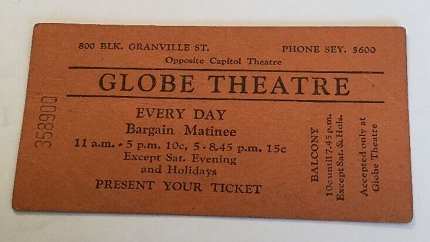 800 BLK. GRANVILLE ST. PHONE SEY. 5600
Opposite Capitol Theatre
GLOBE THEATRE
358900
EVERY DAY
Bargain Matinee
11 a.m. - 5 p.m. 10c, 5 - 8.45 p.m. 15c
Except Sat. Evening
and Holidays
PRESENT YOUR TICKET
BALCONY
10c until 7.45 p.m.
Except Sat. & Hols.
Accepted only at
Globe Theatre